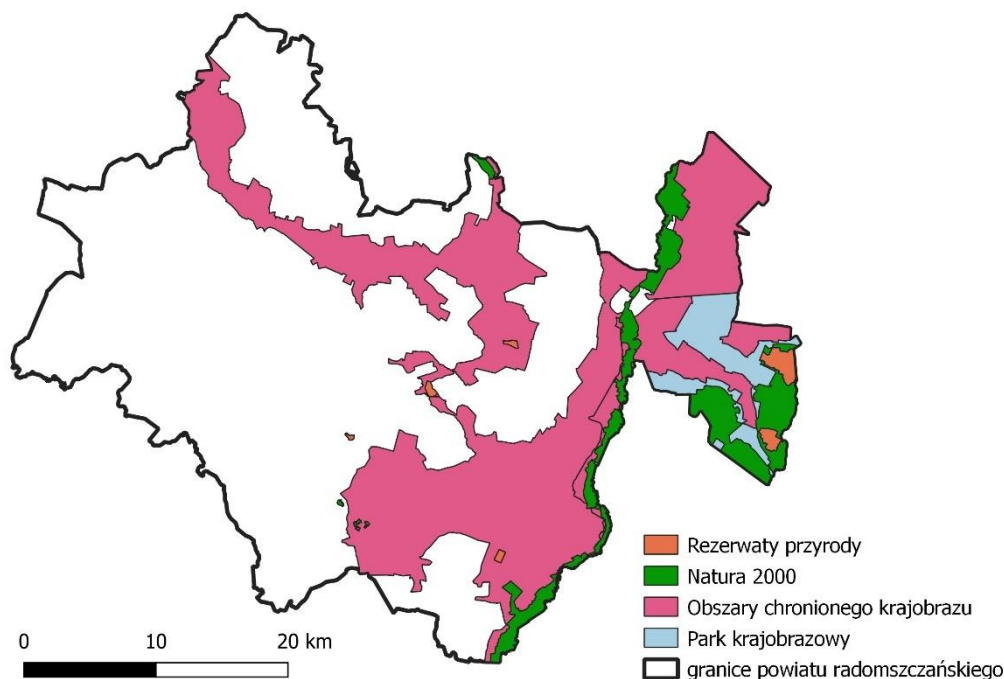 Rezerwaty przyrody
Natura 2000
Obszary chronionego krajobrazu
Park krajobrazowy
granice powiatu radomszczańskiego
0 10 20 km